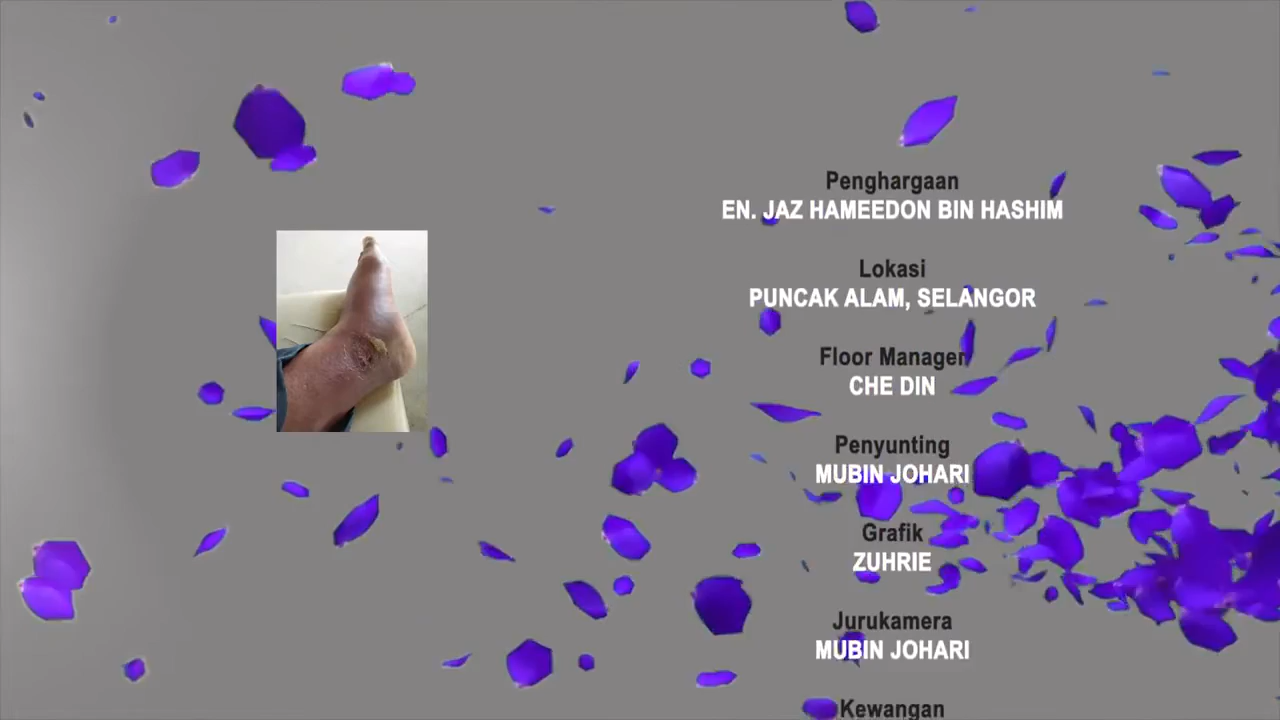 Penghargaan
EN. JAZ HAMEEDON BIN HASHIM
Lokasi
PUNCAK ALAM, SELANGOR
Floor Manager
CHE DIN
Penyunting
MUBIN JOHARI
Grafik
ZUHRIE
Jurukamera
MUBIN JOHARI
Kewangan